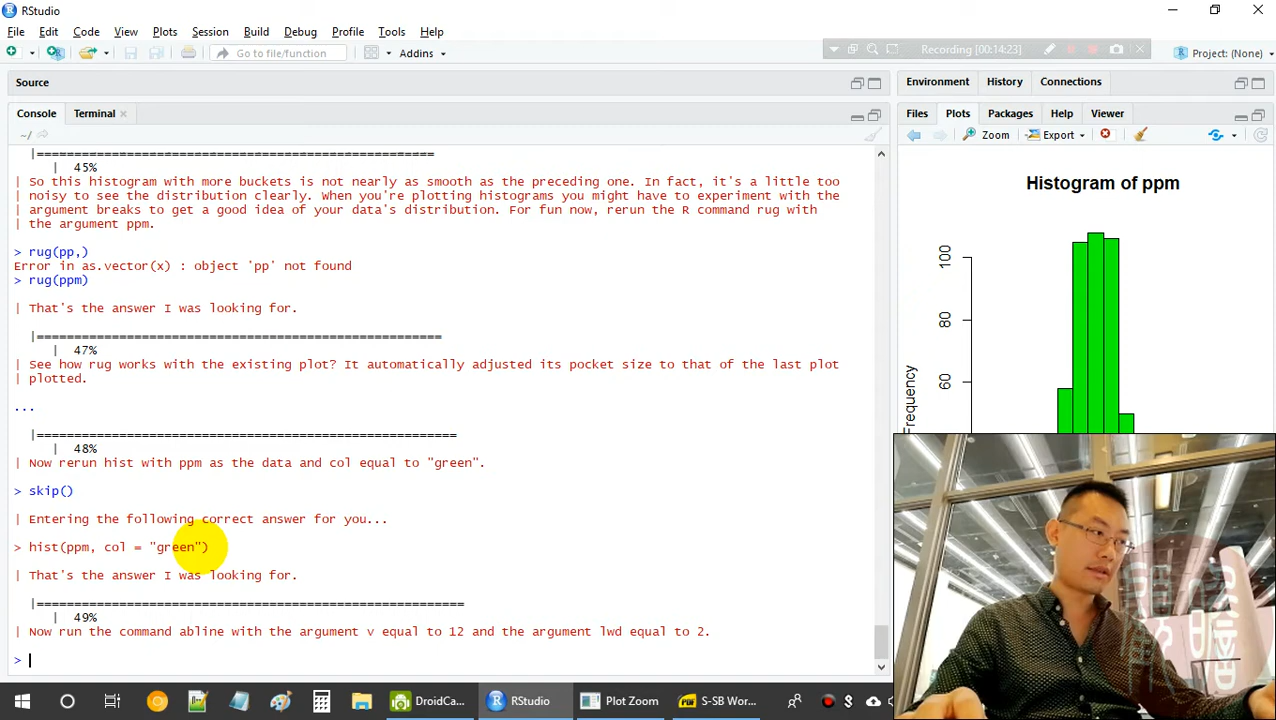 RStudio
File Edit Code View Plots Session Build Debug Profile Tools Help
Go to file/function
Addins
Recording [00:14:23]
Project: (None)
Source
Console
Terminal
~/
|=====================================================
| 45%
| So this histogram with more buckets is not nearly as smooth as the preceding one. In fact, it's a little too
| noisy to see the distribution clearly. When you're plotting histograms you might have to experiment with the
| argument breaks to get a good idea of your data's distribution. For fun now, rerun the R command rug with
| the argument ppm.
> rug(pp,)
Error in as.vector(x) : object 'pp' not found
> rug(ppm)
| That's the answer I was looking for.
|======================================================
| 47%
| See how rug works with the existing plot? It automatically adjusted its pocket size to that of the last plot
| plotted.
...
|========================================================
| 48%
| Now rerun hist with ppm as the data and col equal to "green".
> skip()
| Entering the following correct answer for you...
> hist(ppm, col = "green")
| That's the answer I was looking for.
|=========================================================
| 49%
| Now run the command abline with the argument v equal to 12 and the argument lwd equal to 2.
>
Environment
History
Connections
Files
Plots
Packages
Help
Viewer
Zoom
Export
Histogram of ppm
100
80
60
Frequency
DroidCa...
RStudio
Plot Zoom
S-SB Wor...